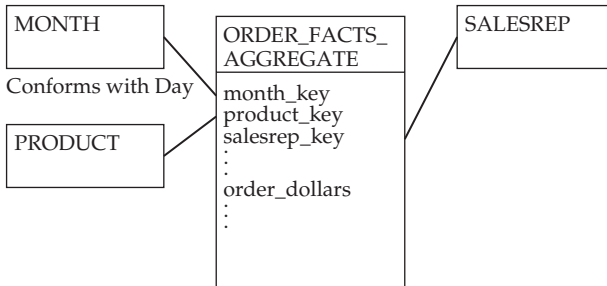 MONTH
Conforms with Day
PRODUCT
ORDER_FACTS_
AGGREGATE
month_key
product_key
salesrep_key
.
.
.
order_dollars
.
.
.
SALESREP